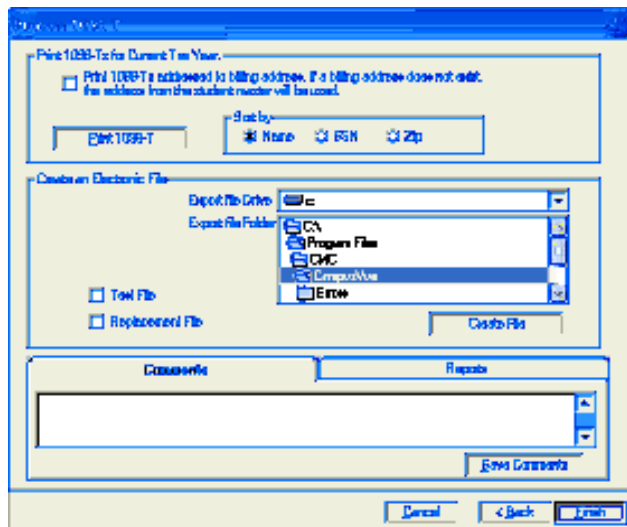 Print 1098-Ts for Current Tax Year.
Print 1098-Ts addressed to billing address. If a billing address does not exist,
the address from the student master will be used.
Sort by
Print 1098-T
Name SSN Zip
Create an Electronic File
Export File Drive c:
Export File Folder C:\
Program Files
CMC
CampusVue
Errors
Test File
Replacement File
Create File
Comments Reports
Save Comments
Cancel < Back Finish